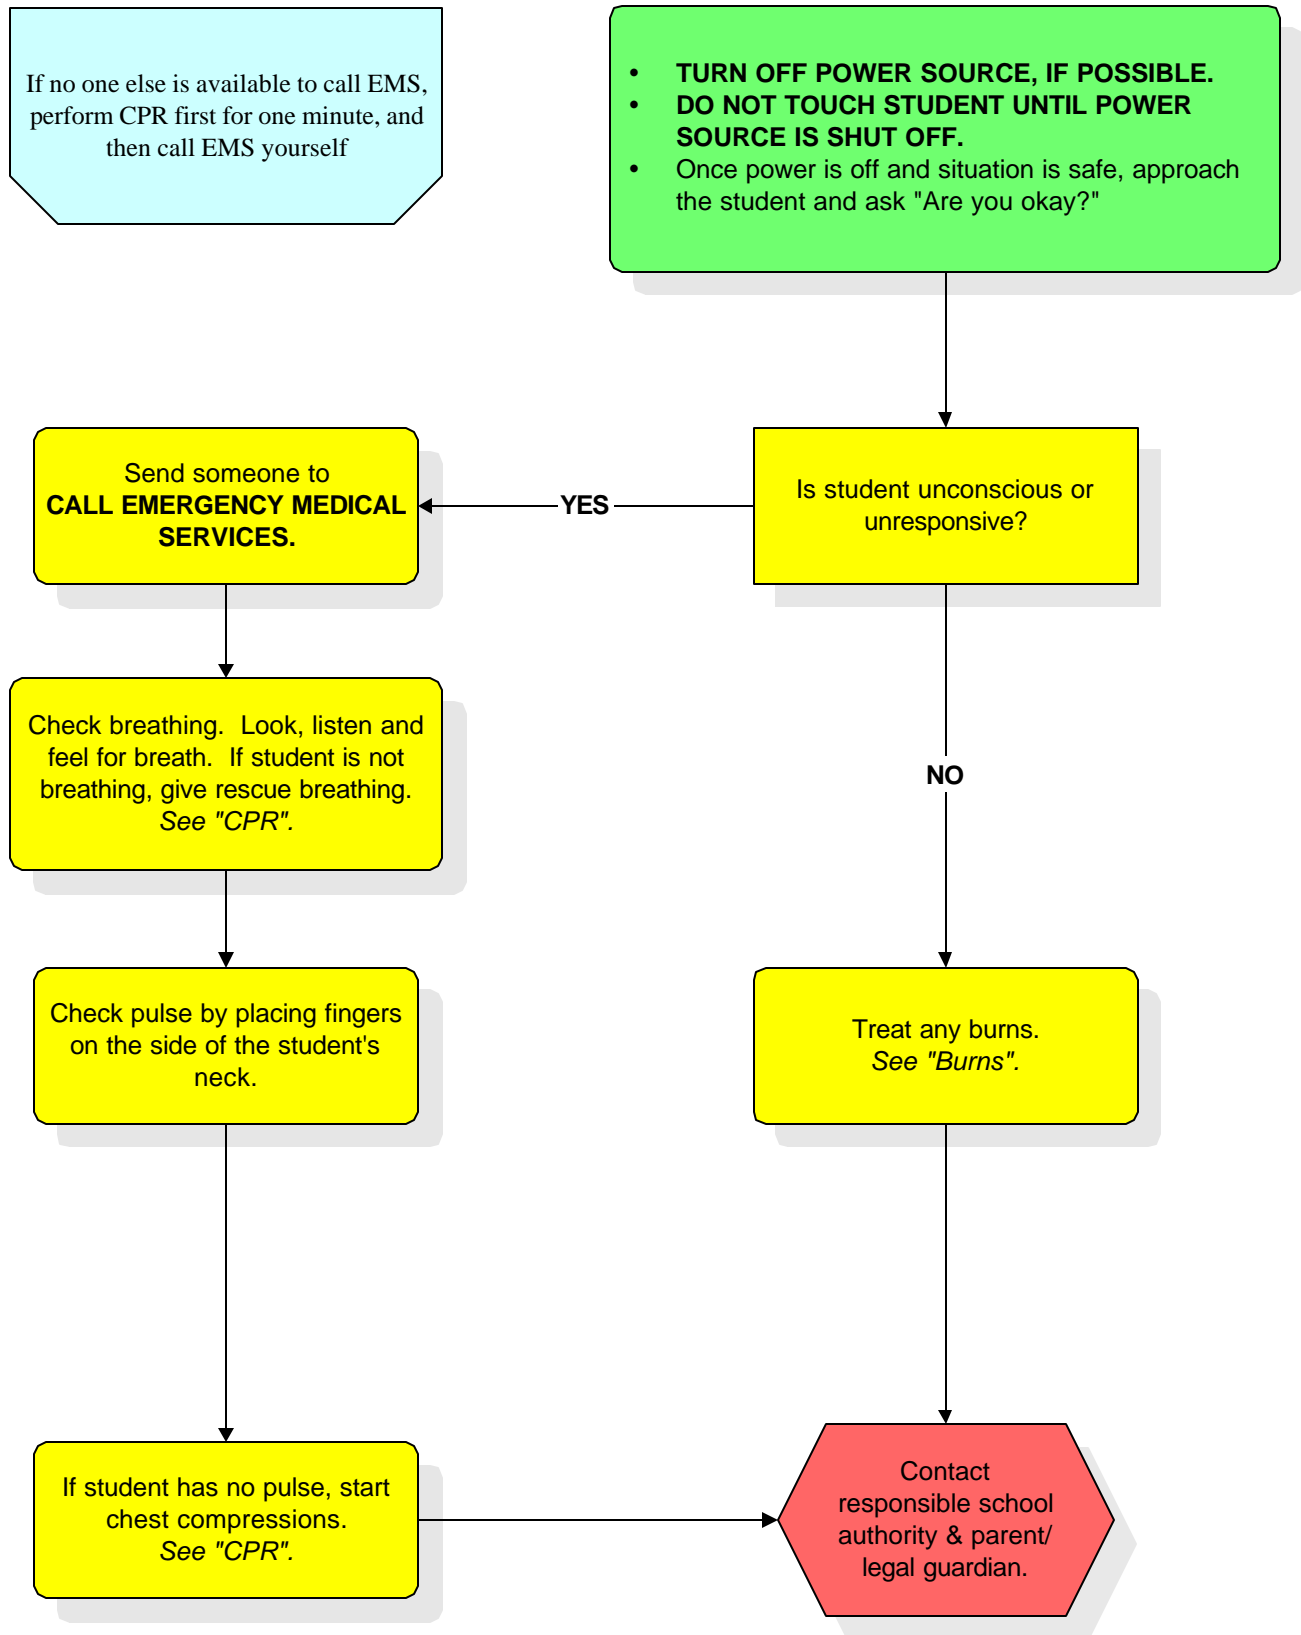 If no one else is available to call EMS,
perform CPR first for one minute, and
then call EMS yourself
• TURN OFF POWER SOURCE, IF POSSIBLE.
• DO NOT TOUCH STUDENT UNTIL POWER
SOURCE IS SHUT OFF.
• Once power is off and situation is safe, approach
the student and ask "Are you okay?"
Is student unconscious or
unresponsive?
YES
Send someone to
CALL EMERGENCY MEDICAL
SERVICES.
Check breathing. Look, listen and
feel for breath. If student is not
breathing, give rescue breathing.
See "CPR".
NO
Check pulse by placing fingers
on the side of the student's
neck.
Treat any burns.
See "Burns".
If student has no pulse, start
chest compressions.
See "CPR".
Contact
responsible school
authority & parent/
legal guardian.